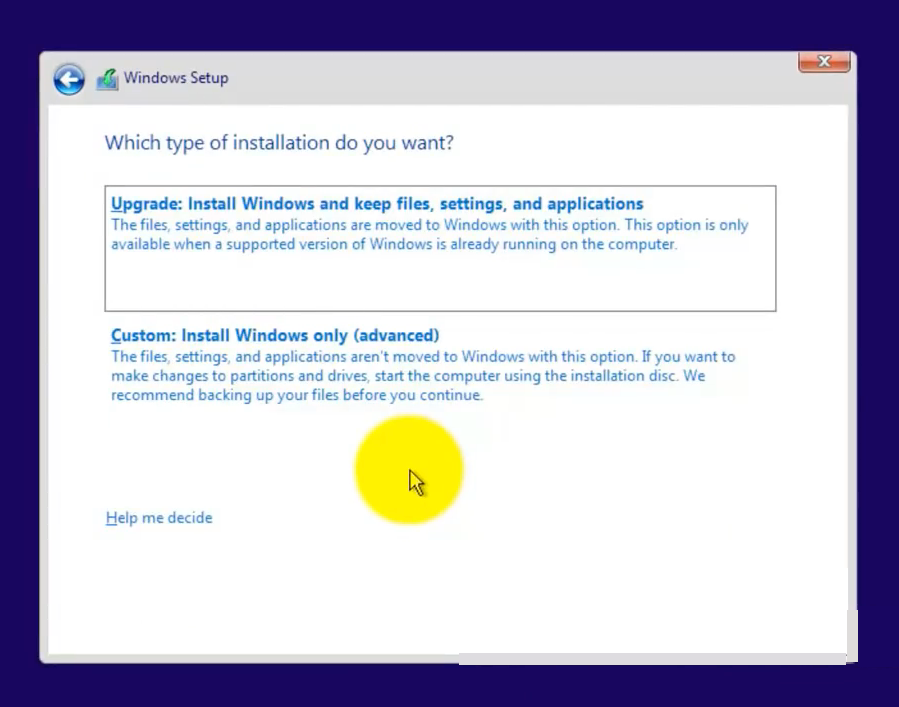 Windows Setup
Which type of installation do you want?
Upgrade: Install Windows and keep files, settings, and applications
The files, settings, and applications are moved to Windows with this option. This option is only
available when a supported version of Windows is already running on the computer.
Custom: Install Windows only (advanced)
The files, settings, and applications aren't moved to Windows with this option. If you want to
make changes to partitions and drives, start the computer using the installation disc. We
recommend backing up your files before you continue.
Help me decide